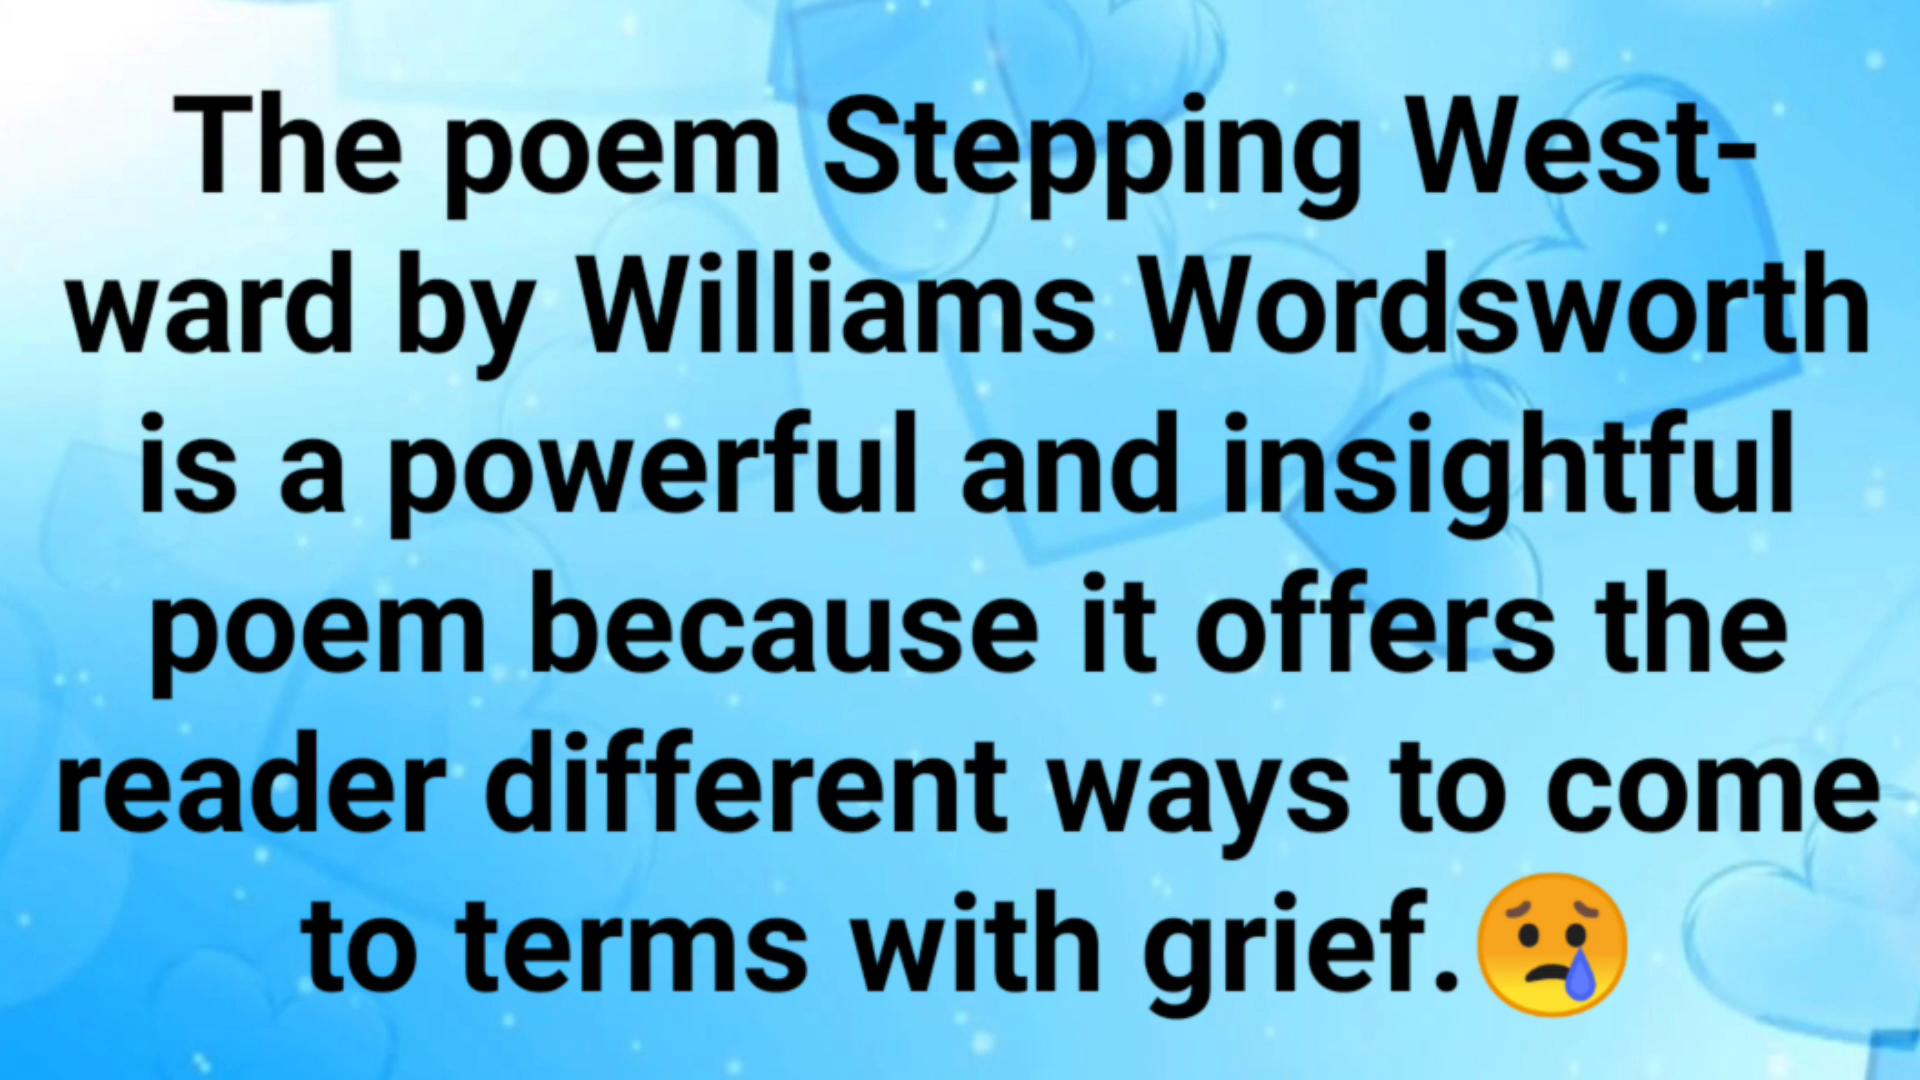 The poem Stepping West-
ward by Williams Wordsworth
is a powerful and insightful
poem because it offers the
reader different ways to come
to terms with grief.😢